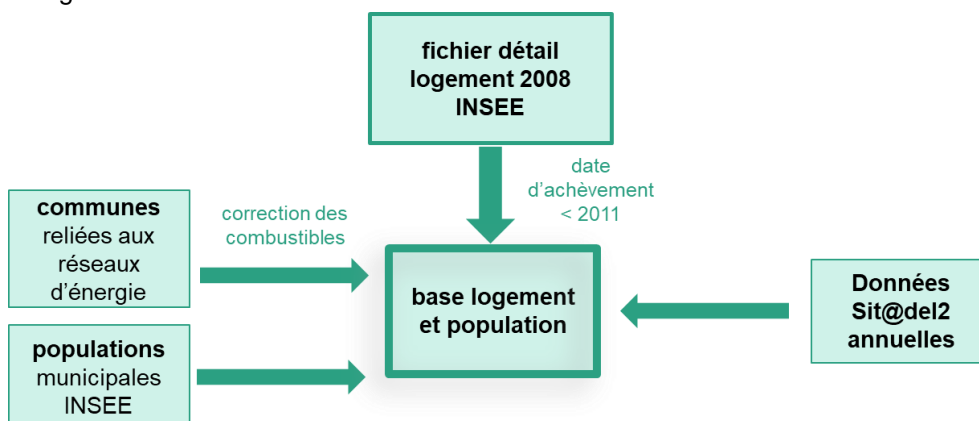 fichier détail
logement 2008
INSEE
date
d'achèvement
< 2011
communes
reliées aux
réseaux
d'énergie
correction des
combustibles
base logement
et population
Données
Sit@del2
annuelles
populations
municipales
INSEE